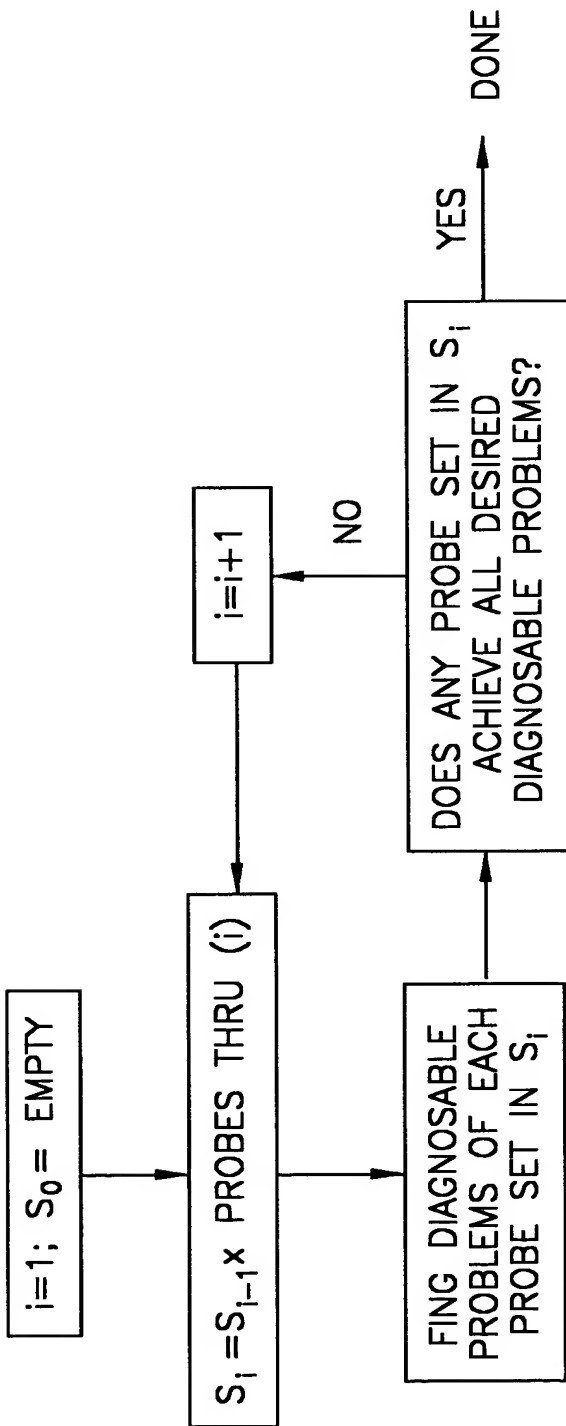 i=1; S₀ = EMPTY
Sᵢ =Sᵢ₋₁x PROBES THRU (i)
i=i+1
FING DIAGNOSABLE
PROBLEMS OF EACH
PROBE SET IN Sᵢ
DOES ANY PROBE SET IN Sᵢ
ACHIEVE ALL DESIRED
DIAGNOSABLE PROBLEMS?
NO
YES
DONE